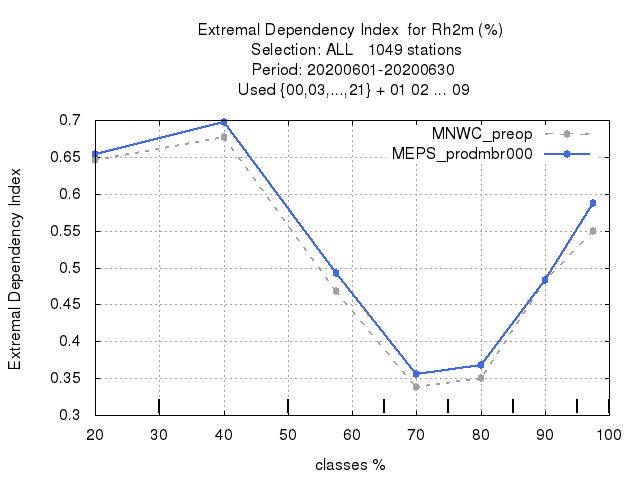 Extremal Dependency Index  for Rh2m (%)
Selection: ALL   1049 stations
Period: 20200601-20200630
Used {00,03,...,21} + 01 02 ... 09
MNWC_preop
MEPS_prodmbr000
Extremal Dependency Index
0.7
0.65
0.6
0.55
0.5
0.45
0.4
0.35
0.3
20 30 40 50 60 70 80 90 100
classes %